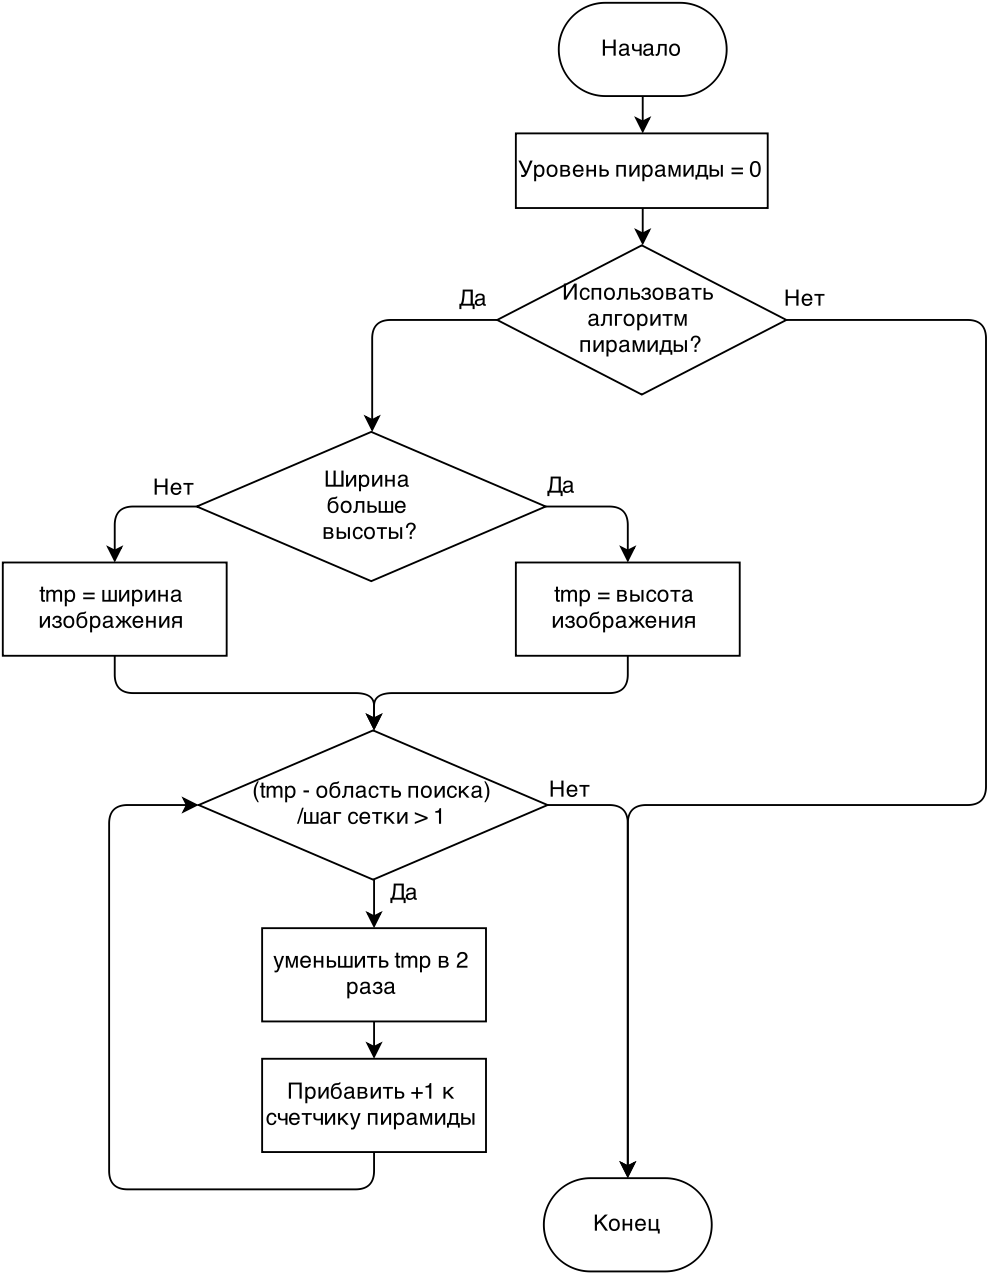 Начало
Уровень пирамиды = 0
Да
Нет
Использовать
алгоритм
пирамиды?
Нет
Да
Ширина
больше
высоты?
tmp = ширина
изображения
tmp = высота
изображения
(tmp - область поиска)
/шаг сетки > 1
Нет
Да
уменьшить tmp в 2
раза
Прибавить +1 к
счетчику пирамиды
Конец